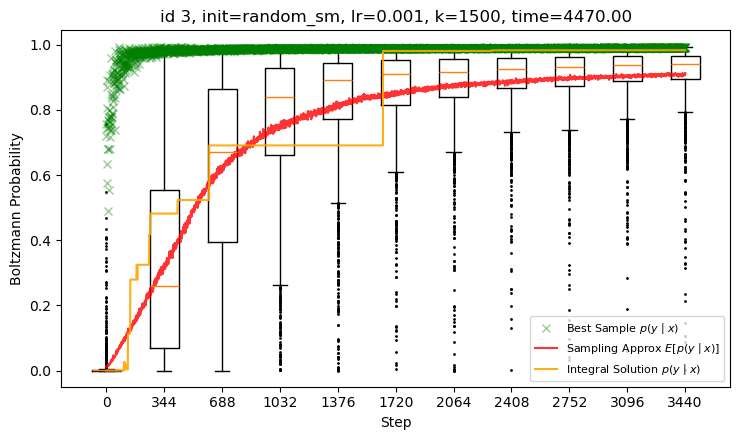 id 3, init=random_sm, lr=0.001, k=1500, time=4470.00
Boltzmann Probability
1.0
0.8
0.6
0.4
0.2
0.0
0 344 688 1032 1376 1720 2064 2408 2752 3096 3440
Step
Best Sample p(y | x)
Sampling Approx E[p(y | x)]
Integral Solution p(y | x)